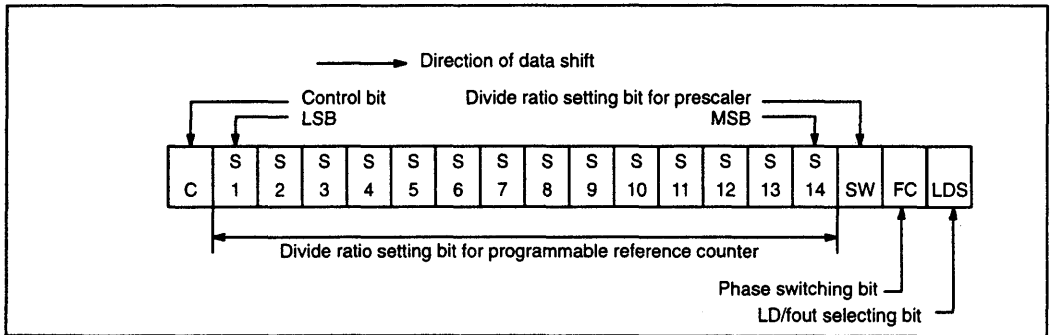 Direction of data shift
Control bit
Divide ratio setting bit for prescaler
LSB
MSB
S S S S S S S S S S S S S S
C 1 2 3 4 5 6 7 8 9 10 11 12 13 14 SW FC LDS
Divide ratio setting bit for programmable reference counter
Phase switching bit
LD/fout selecting bit